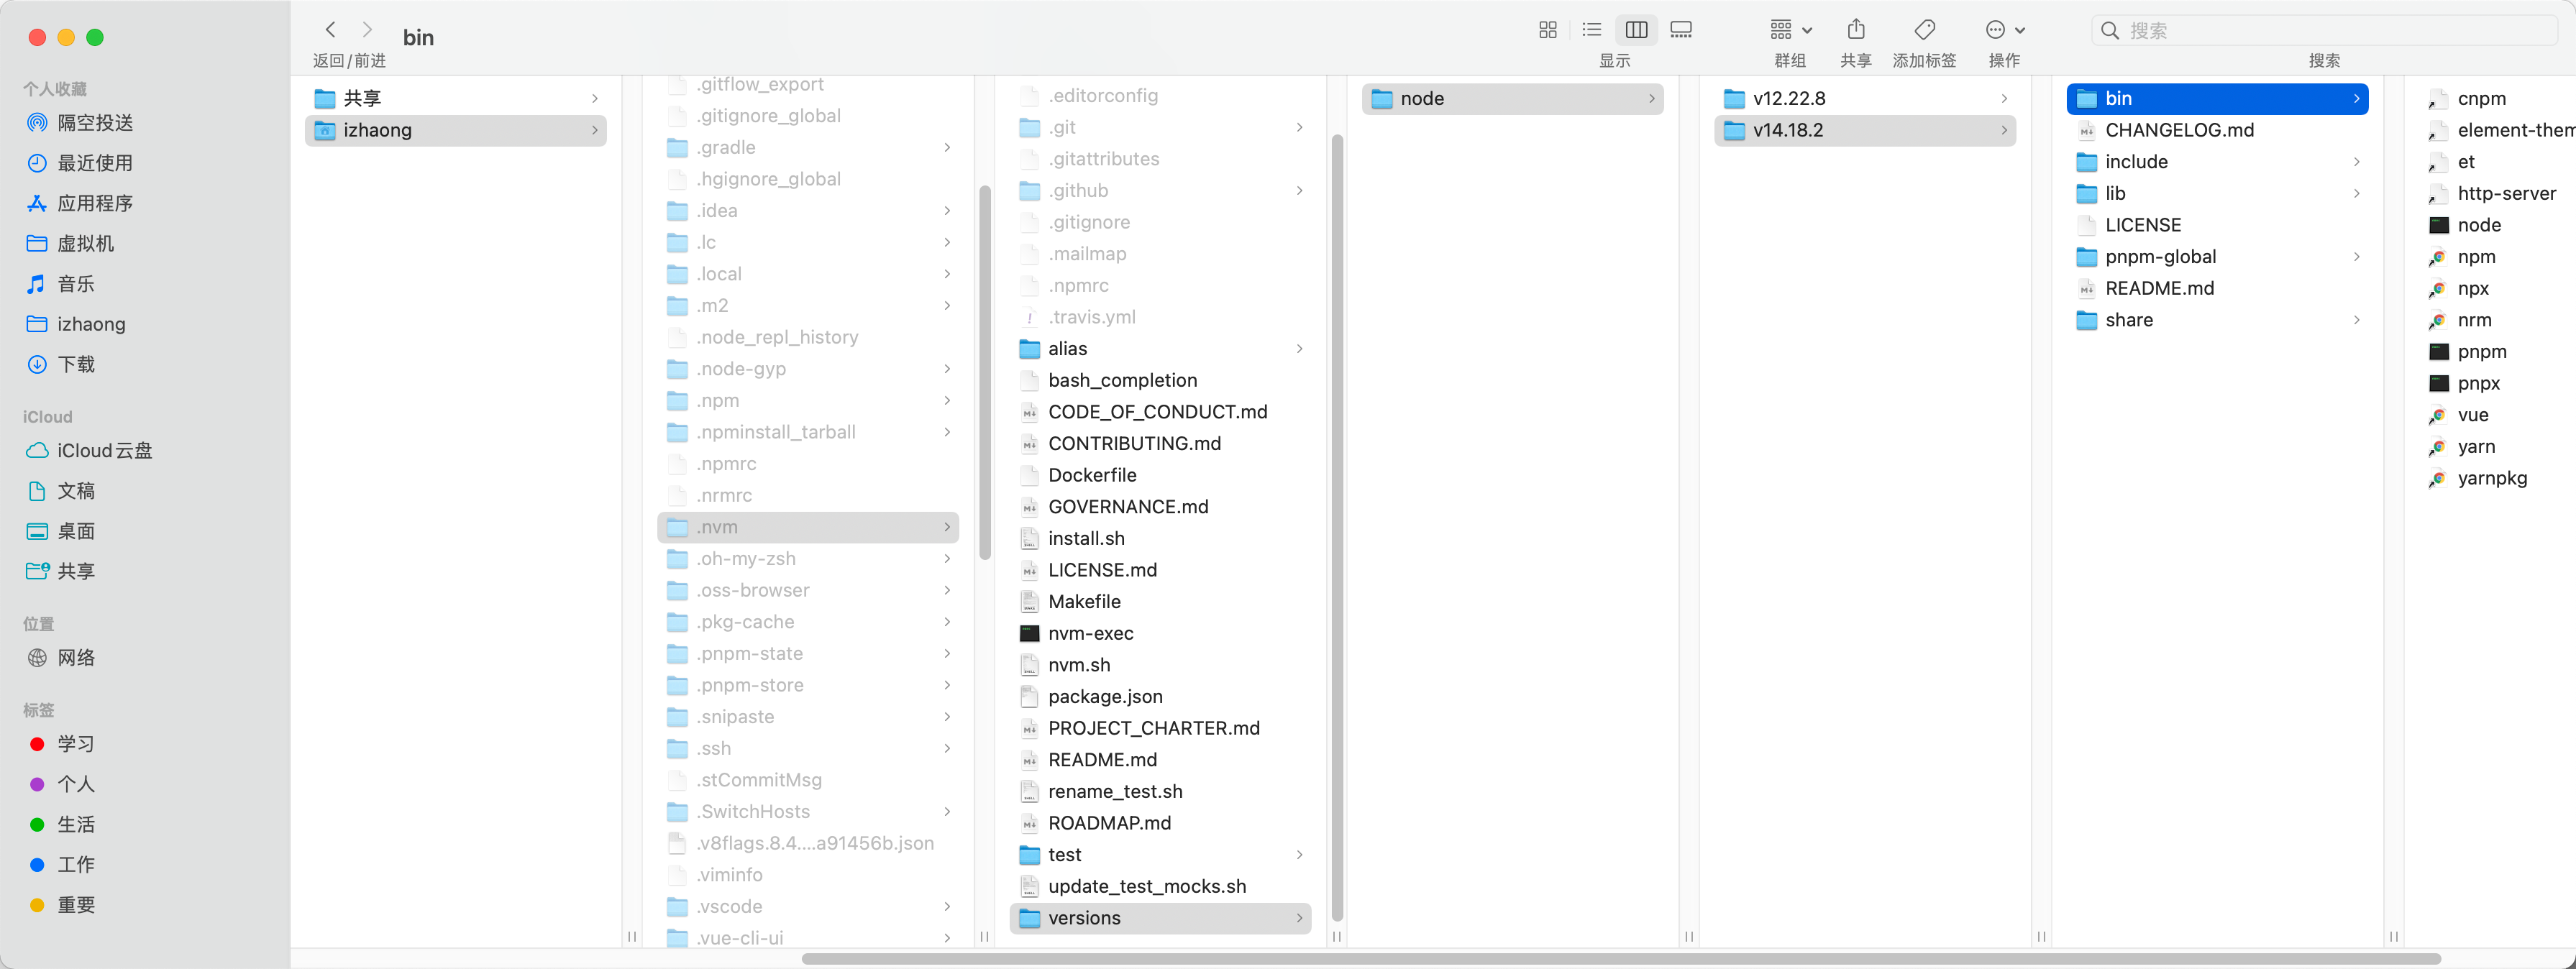 bin
返回/前进
显示
群组
共享
添加标签
操作
搜索
搜索
个人收藏
隔空投送
最近使用
应用程序
虚拟机
音乐
izhaong
下载
iCloud
iCloud云盘
文稿
桌面
共享
位置
网络
标签
学习
个人
生活
工作
重要
共享
izhaong
.gitflow_export
.gitignore_global
.gradle
.hgignore_global
.idea
.lc
.local
.m2
.node_repl_history
.node-gyp
.npm
.npminstall_tarball
.npmrc
.nrmrc
.nvm
.oh-my-zsh
.oss-browser
.pkg-cache
.pnpm-state
.pnpm-store
.snipaste
.ssh
.stCommitMsg
.SwitchHosts
.v8flags.8.4....a91456b.json
.viminfo
.vscode
.vue-cli-ui
.editorconfig
.git
.gitattributes
.github
.gitignore
.mailmap
.npmrc
.travis.yml
alias
bash_completion
CODE_OF_CONDUCT.md
CONTRIBUTING.md
Dockerfile
GOVERNANCE.md
install.sh
LICENSE.md
Makefile
nvm-exec
nvm.sh
package.json
PROJECT_CHARTER.md
README.md
rename_test.sh
ROADMAP.md
test
update_test_mocks.sh
versions
node
v12.22.8
v14.18.2
bin
CHANGELOG.md
include
lib
LICENSE
pnpm-global
README.md
share
cnpm
element-them
et
http-server
node
npm
npx
nrm
pnpm
pnpx
vue
yarn
yarnpkg